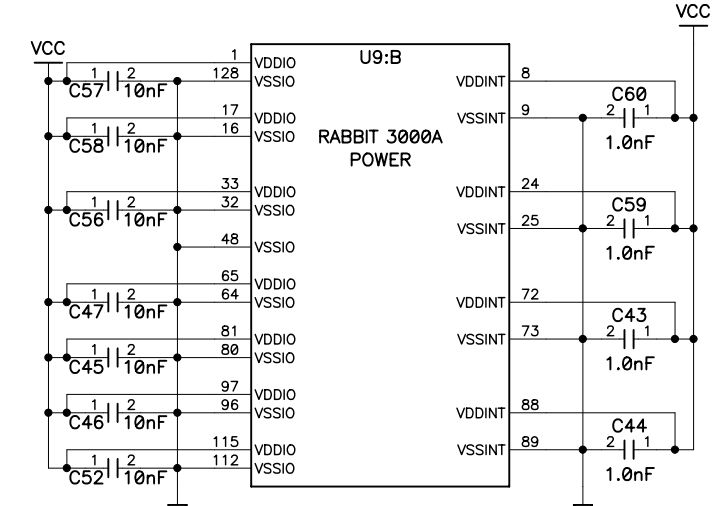 VCC
VCC
U9:B
RABBIT 3000A
POWER
1 VDDIO
C57 1 2 10nF 128 VSSIO
17 VDDIO
C58 1 2 10nF 16 VSSIO
33 VDDIO
C56 1 2 10nF 32 VSSIO
48 VSSIO
65 VDDIO
C47 1 2 10nF 64 VSSIO
81 VDDIO
C45 1 2 10nF 80 VSSIO
97 VDDIO
C46 1 2 10nF 96 VSSIO
115 VDDIO
C52 1 2 10nF 112 VSSIO
VDDINT 8
C60
VSSINT 9 2 1
1.0nF
VDDINT 24
C59
VSSINT 25 2 1
1.0nF
VDDINT 72
C43
VSSINT 73 2 1
1.0nF
VDDINT 88
C44
VSSINT 89 2 1
1.0nF